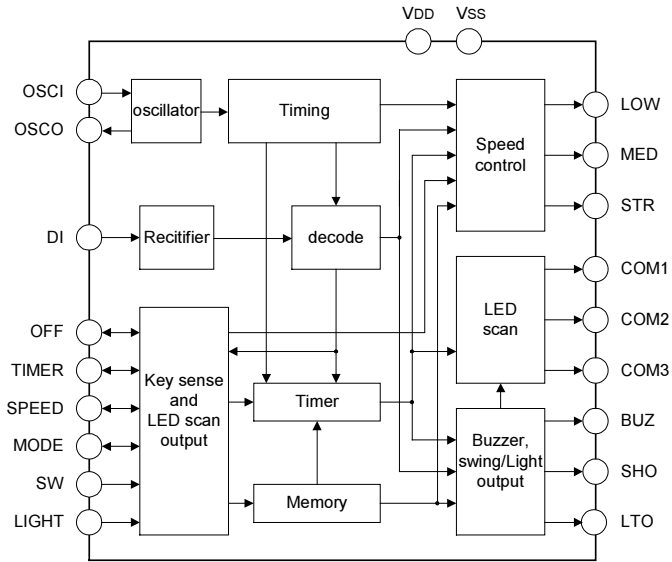 VDD
VSS
OSCI
OSCO
oscillator
Timing
Speed
control
LOW
MED
STR
DI
Recitifier
decode
LED
scan
COM1
COM2
COM3
OFF
TIMER
SPEED
MODE
SW
LIGHT
Key sense
and
LED scan
output
Timer
Memory
Buzzer,
swing/Light
output
BUZ
SHO
LTO